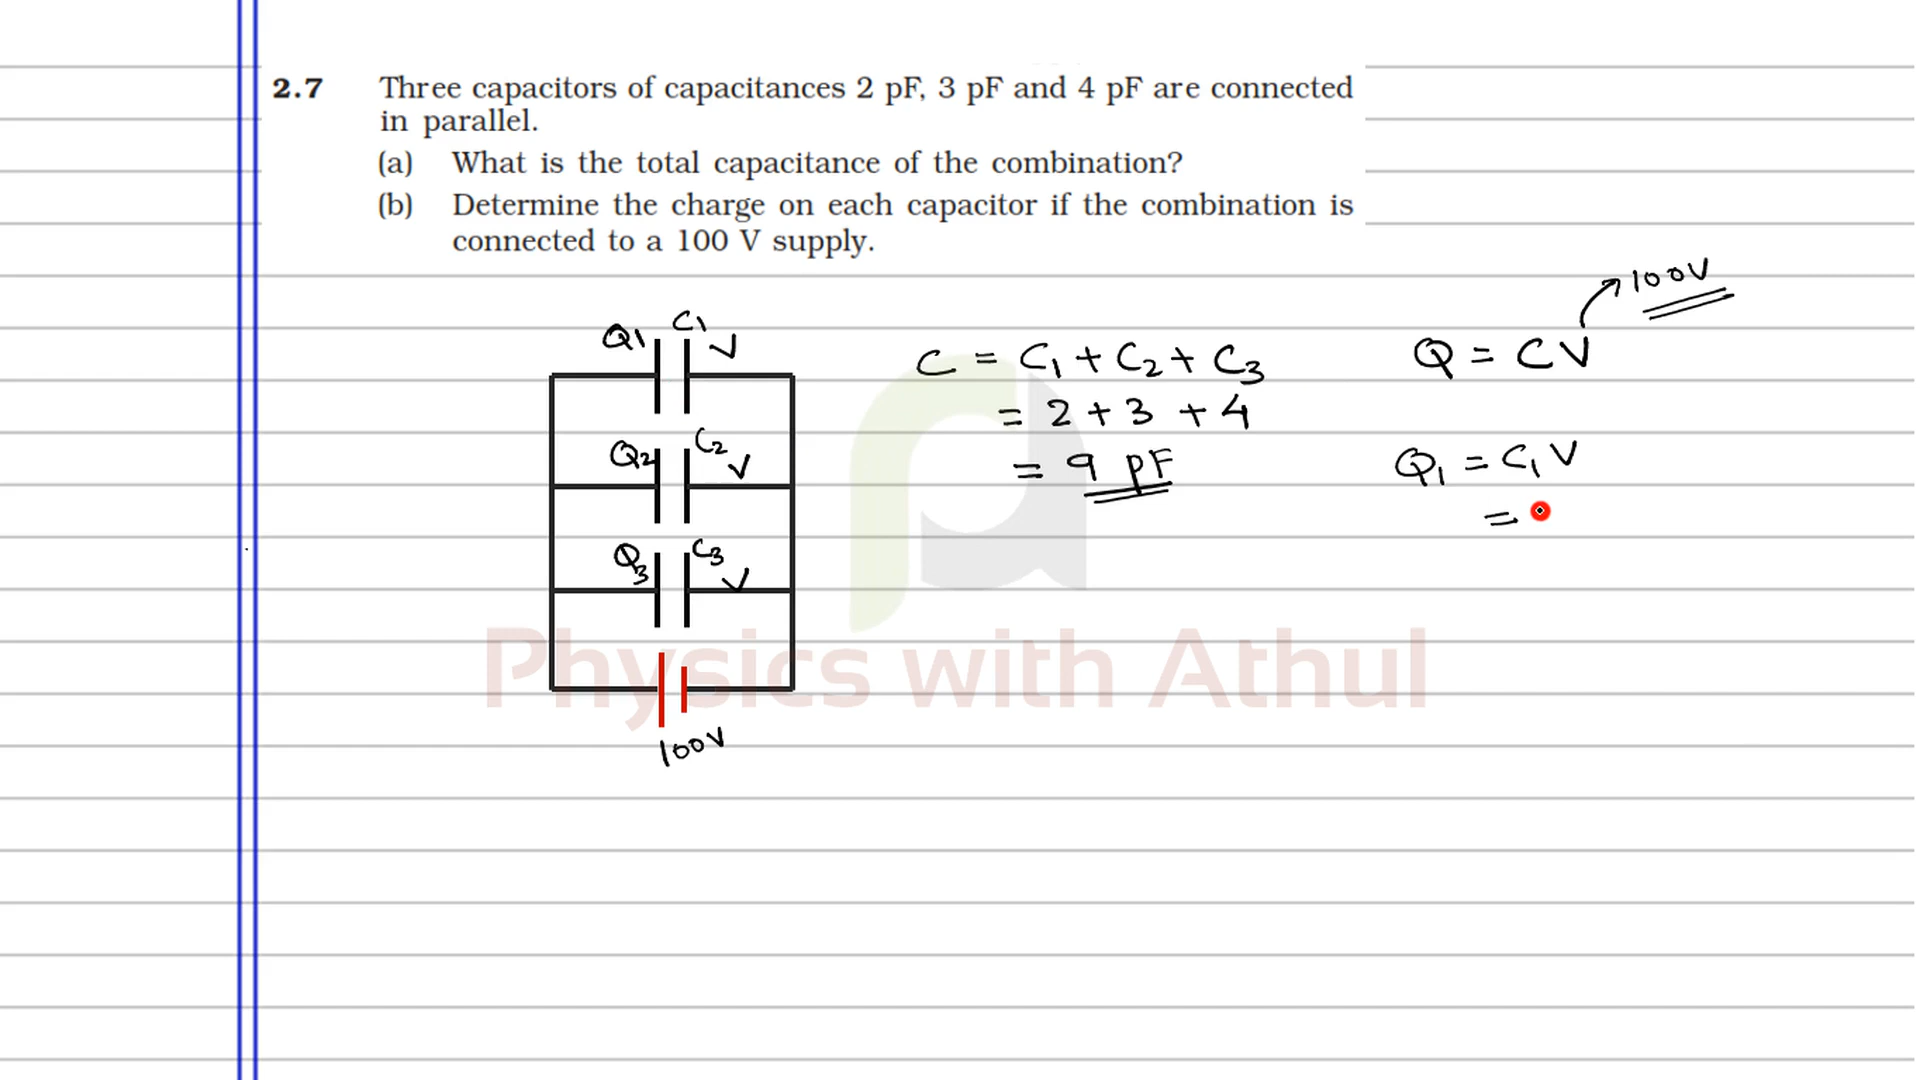 2.7 Three capacitors of capacitances 2 pF, 3 pF and 4 pF are connected
in parallel.
(a) What is the total capacitance of the combination?
(b) Determine the charge on each capacitor if the combination is
connected to a 100 V supply.
100V
Q1 C1 V
C = C1 + C2 + C3
Q = CV
= 2 + 3 + 4
Q2 C2 V
= 9 pF
Q1 = C1 V
=
Q3 C3 V
Physics with Athul
100V